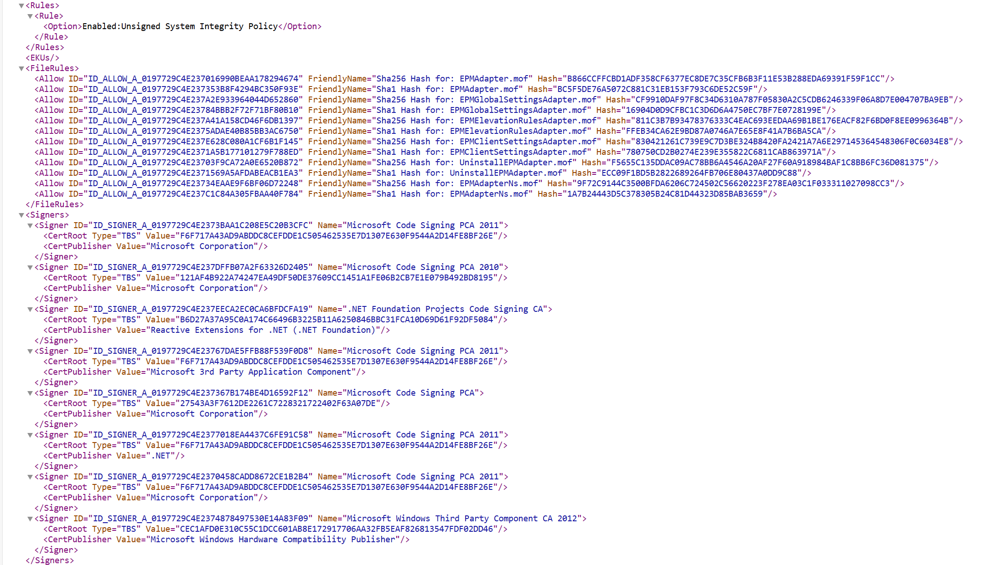 ▼<Rules>
▼<Rule>
<Option>Enabled:Unsigned System Integrity Policy</Option>
</Rule>
</Rules>
<EKUs/>
▼<FileRules>
<Allow ID="ID_ALLOW_A_0197729C4E237016990BEAA178294674" FriendlyName="Sha256 Hash for: EPMAdapter.mof" Hash="B866CCFFCBD1ADF358CF6377EC8DE7C35CFB6B3F11E53B288EDA69391F59F1CC"/>
<Allow ID="ID_ALLOW_A_0197729C4E237353B8F4294BC350F93E" FriendlyName="Sha1 Hash for: EPMAdapter.mof" Hash="BC5F5DE76A5072C881C31EB153F793C6DE52C59F"/>
<Allow ID="ID_ALLOW_A_0197729C4E237A2E933964044D652860" FriendlyName="Sha256 Hash for: EPMGlobalSettingsAdapter.mof" Hash="CF9910DAF97F8C34D6310A787F05830A2C5CDB6246339F06A8D7E004707BA9EB"/>
<Allow ID="ID_ALLOW_A_0197729C4E23784BBB2F72F71BF80B10" FriendlyName="Sha1 Hash for: EPMGlobalSettingsAdapter.mof" Hash="16904D0D9CFBC1C3D6D6A4750EC7BF7E0728199E"/>
<Allow ID="ID_ALLOW_A_0197729C4E237A41A158CD46F6DB1397" FriendlyName="Sha256 Hash for: EPMElevationRulesAdapter.mof" Hash="811C3B7B93478376333C4EAC693EEDAA69B1BE176EACF82F6BD0F8EE0996364B"/>
<Allow ID="ID_ALLOW_A_0197729C4E2375ADAE40B85BB3AC6750" FriendlyName="Sha1 Hash for: EPMElevationRulesAdapter.mof" Hash="FFEB34CA62E9BD87A0746A7E65E8F41A7B6BA5CA"/>
<Allow ID="ID_ALLOW_A_0197729C4E237E628C080A1CF6B1F145" FriendlyName="Sha256 Hash for: EPMClientSettingsAdapter.mof" Hash="830421261C739E9C7D3BE324B8420FA2421A7A6E297145364548306F0C6034E8"/>
<Allow ID="ID_ALLOW_A_0197729C4E2371A5B177101279F788ED" FriendlyName="Sha1 Hash for: EPMClientSettingsAdapter.mof" Hash="780750CD2B0274E239E355822C6811CAB863971A"/>
<Allow ID="ID_ALLOW_A_0197729C4E23703F9CA72A0E6520B872" FriendlyName="Sha256 Hash for: UninstallEPMAdapter.mof" Hash="F5655C135DDAC09AC78BB6A4546A20AF27F60A918984BAF1C8BB6FC36D081375"/>
<Allow ID="ID_ALLOW_A_0197729C4E2371569A5AFDABEACB1EA3" FriendlyName="Sha1 Hash for: UninstallEPMAdapter.mof" Hash="ECC09F1BD5B2822689264FB706E80437A0DD9C88"/>
<Allow ID="ID_ALLOW_A_0197729C4E23734EAAE9F6BF06D72248" FriendlyName="Sha256 Hash for: EPMAdapterNs.mof" Hash="9F72C9144C3500BFDA6206C724502C56620223F278EA03C1F033311027098CC3"/>
<Allow ID="ID_ALLOW_A_0197729C4E237C1C84A305FBAA40F784" FriendlyName="Sha1 Hash for: EPMAdapterNs.mof" Hash="1A7B24443D5C378305B24C81D44323D85BAB3659"/>
</FileRules>
▼<Signers>
▼<Signer ID="ID_SIGNER_A_0197729C4E2373BAA1C208E5C20B3CFC" Name="Microsoft Code Signing PCA 2011">
<CertRoot Type="TBS" Value="F6F717A43AD9ABDDC8CEFDDE1C505462535E7D1307E630F9544A2D14FE8BF26E"/>
<CertPublisher Value="Microsoft Corporation"/>
</Signer>
▼<Signer ID="ID_SIGNER_A_0197729C4E237DFFB07A2F63326D2405" Name="Microsoft Code Signing PCA 2010">
<CertRoot Type="TBS" Value="121AF4B922A74247EA49DF50DE37609CC1451A1FE06B2CB7E1E079B492BD8195"/>
<CertPublisher Value="Microsoft Corporation"/>
</Signer>
▼<Signer ID="ID_SIGNER_A_0197729C4E237EECA2EC0CA6BFDCFA19" Name=".NET Foundation Projects Code Signing CA">
<CertRoot Type="TBS" Value="B6D27A37A95C0A174C66496B3225B11A6250846BBC31FCA10D69D61F92DF5084"/>
<CertPublisher Value="Reactive Extensions for .NET (.NET Foundation)"/>
</Signer>
▼<Signer ID="ID_SIGNER_A_0197729C4E23767DAE5FFB88F539F0D8" Name="Microsoft Code Signing PCA 2011">
<CertRoot Type="TBS" Value="F6F717A43AD9ABDDC8CEFDDE1C505462535E7D1307E630F9544A2D14FE8BF26E"/>
<CertPublisher Value="Microsoft 3rd Party Application Component"/>
</Signer>
▼<Signer ID="ID_SIGNER_A_0197729C4E237367B174BE4D16592F12" Name="Microsoft Code Signing PCA">
<CertRoot Type="TBS" Value="27543A3F7612DE2261C7228321722402F63A07DE"/>
<CertPublisher Value="Microsoft Corporation"/>
</Signer>
▼<Signer ID="ID_SIGNER_A_0197729C4E2377018EA4437C6FE91C58" Name="Microsoft Code Signing PCA 2011">
<CertRoot Type="TBS" Value="F6F717A43AD9ABDDC8CEFDDE1C505462535E7D1307E630F9544A2D14FE8BF26E"/>
<CertPublisher Value=".NET"/>
</Signer>
▼<Signer ID="ID_SIGNER_A_0197729C4E2370458CADD8672CE1B2B4" Name="Microsoft Code Signing PCA 2011">
<CertRoot Type="TBS" Value="F6F717A43AD9ABDDC8CEFDDE1C505462535E7D1307E630F9544A2D14FE8BF26E"/>
<CertPublisher Value="Microsoft Corporation"/>
</Signer>
▼<Signer ID="ID_SIGNER_A_0197729C4E2374878497530E14A83F09" Name="Microsoft Windows Third Party Component CA 2012">
<CertRoot Type="TBS" Value="CEC1AFD0E310C55C1DCC601AB8E172917706AA32FB5EAF826813547FDF02DD46"/>
<CertPublisher Value="Microsoft Windows Hardware Compatibility Publisher"/>
</Signer>
</Signers>